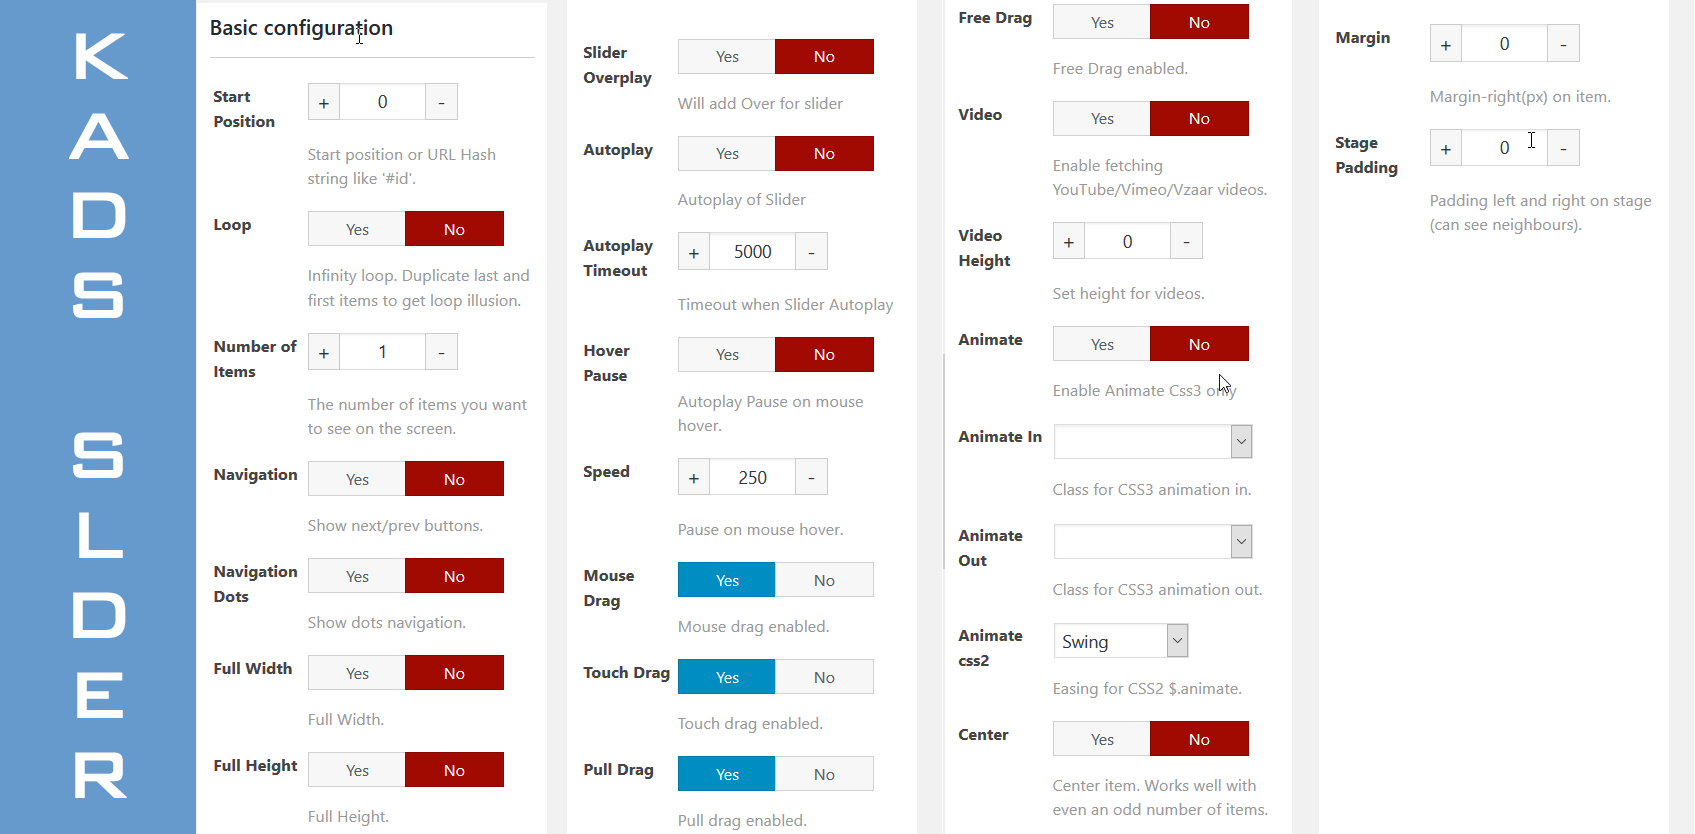 K
A
D
S
S
L
D
E
R
Basic configuration
Start
Position
+ 0 -
Start position or URL Hash
string like '#id'.
Loop
Yes No
Infinity loop. Duplicate last and
first items to get loop illusion.
Number of
Items
+ 1 -
The number of items you want
to see on the screen.
Navigation
Yes No
Show next/prev buttons.
Navigation
Dots
Yes No
Show dots navigation.
Full Width
Yes No
Full Width.
Full Height
Yes No
Full Height.
Slider
Overplay
Yes No
Will add Over for slider
Autoplay
Yes No
Autoplay of Slider
Autoplay
Timeout
+ 5000 -
Timeout when Slider Autoplay
Hover
Pause
Yes No
Autoplay Pause on mouse
hover.
Speed
+ 250 -
Pause on mouse hover.
Mouse
Drag
Yes No
Mouse drag enabled.
Touch Drag
Yes No
Touch drag enabled.
Pull Drag
Yes No
Pull drag enabled.
Free Drag
Yes No
Free Drag enabled.
Video
Yes No
Enable fetching
YouTube/Vimeo/Vzaar videos.
Video
Height
+ 0 -
Set height for videos.
Animate
Yes No
Enable Animate Css3 only
Animate In
Class for CSS3 animation in.
Animate
Out
Class for CSS3 animation out.
Animate
css2
Swing
Easing for CSS2 $.animate.
Center
Yes No
Center item. Works well with
even an odd number of items.
Margin
+ 0 -
Margin-right(px) on item.
Stage
Padding
+ 0 -
Padding left and right on stage
(can see neighbours).